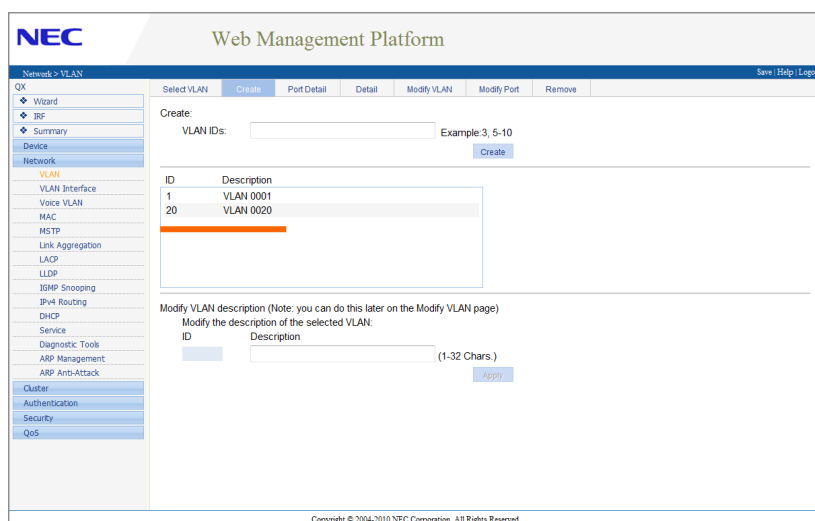 NEC
Web Management Platform
Network > VLAN
Save | Help | Logo
QX
Wizard
IRF
Summary
Device
Network
VLAN
VLAN Interface
Voice VLAN
MAC
MSTP
Link Aggregation
LACP
LLDP
IGMP Snooping
IPv4 Routing
DHCP
Service
Diagnostic Tools
ARP Management
ARP Anti-Attack
Cluster
Authentication
Security
QoS
Select VLAN Create Port Detail Detail Modify VLAN Modify Port Remove
Create:
VLAN IDs: Example:3, 5-10
Create
ID Description
1 VLAN 0001
20 VLAN 0020
Modify VLAN description (Note: you can do this later on the Modify VLAN page)
Modify the description of the selected VLAN:
ID Description
(1-32 Chars.)
Apply
Copyright © 2004-2010 NEC Corporation. All Rights Reserved